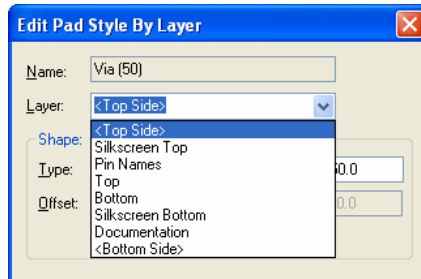 Edit Pad Style By Layer
Name: Via (50)
Layer: <Top Side>
<Top Side>
Shape:
Silkscreen Top
Pin Names
Type:
Top
Bottom
Offset:
Silkscreen Bottom
Documentation
<Bottom Side>